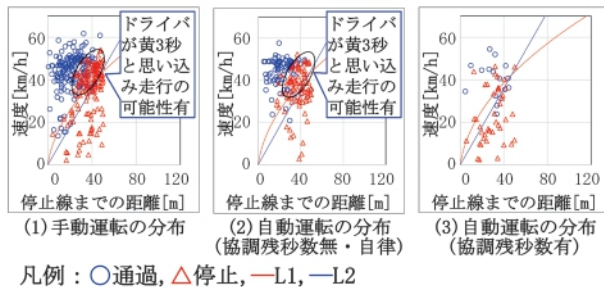 速度[km/h]
60
40
20
0
0
40
80
120
停止線までの距離[m]
ドライバ
が黄3秒
と思い込
み走行の
可能性有
(1)手動運転の分布
速度[km/h]
60
40
20
0
0
40
80
120
停止線までの距離[m]
ドライバ
が黄3秒
と思い込
み走行の
可能性有
(2)自動運転の分布
(協調残秒数無・自律)
速度[km/h]
60
40
20
0
0
40
80
120
停止線までの距離[m]
(3)自動運転の分布
(協調残秒数有)
凡例：○通過, △停止, ―L1, ―L2